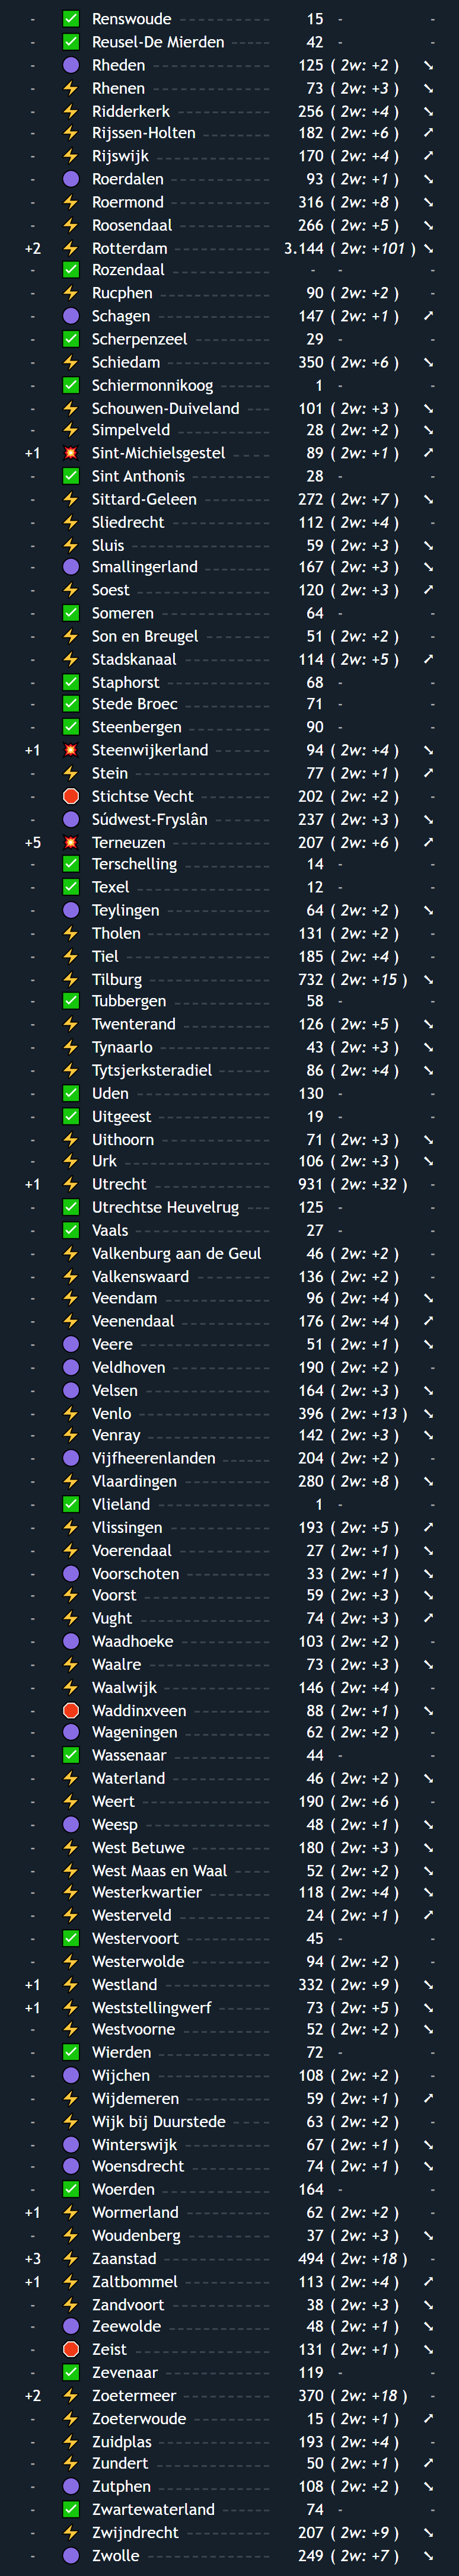 - ✅ Renswoude 15 - -
- ✅ Reusel-De Mierden ----- 42 - -
- 🟣 Rheden --------------- 125 ( 2w: +2 ) ➘
- ⚡ Rhenen --------------- 73 ( 2w: +3 ) ➘
- ⚡ Ridderkerk ------------ 256 ( 2w: +4 ) ➘
- ⚡ Rijssen-Holten --------- 182 ( 2w: +6 ) ➚
- ⚡ Rijswijk -------------- 170 ( 2w: +4 ) ➚
- 🟣 Roerdalen ------------- 93 ( 2w: +1 ) ➘
- ⚡ Roermond ------------- 316 ( 2w: +8 ) ➘
- ⚡ Roosendaal ------------ 266 ( 2w: +5 ) ➘
+2 ⚡ Rotterdam ------------ 3.144 ( 2w: +101 ) ➘
- ✅ Rozendaal ------------- - - -
- ⚡ Rucphen -------------- 90 ( 2w: +2 ) -
- 🟣 Schagen -------------- 147 ( 2w: +1 ) ➚
- ✅ Scherpenzeel ---------- 29 - -
- ⚡ Schiedam ------------- 350 ( 2w: +6 ) ➘
- ✅ Schiermonnikoog ------- 1 - -
- ⚡ Schouwen-Duiveland ---- 101 ( 2w: +3 ) ➘
- ⚡ Simpelveld ------------ 28 ( 2w: +2 ) ➘
+1 💥 Sint-Michielsgestel ----- 89 ( 2w: +1 ) ➚
- ✅ Sint Anthonis ---------- 28 - -
- ⚡ Sittard-Geleen --------- 272 ( 2w: +7 ) ➘
- ⚡ Sliedrecht ------------- 112 ( 2w: +4 ) -
- ⚡ Sluis ----------------- 59 ( 2w: +3 ) ➘
- 🟣 Smallingerland --------- 167 ( 2w: +3 ) ➘
- ⚡ Soest ---------------- 120 ( 2w: +3 ) ➚
- ✅ Someren -------------- 64 - -
- ⚡ Son en Breugel --------- 51 ( 2w: +2 ) -
- ⚡ Stadskanaal ----------- 114 ( 2w: +5 ) ➚
- ✅ Staphorst ------------- 68 - -
- ✅ Stede Broec ----------- 71 - -
- ✅ Steenbergen ----------- 90 - -
+1 💥 Steenwijkerland -------- 94 ( 2w: +4 ) ➘
- ⚡ Stein ---------------- 77 ( 2w: +1 ) ➚
- 🛑 Stichtse Vecht --------- 202 ( 2w: +2 ) -
- 🟣 Súdwest-Fryslân -------- 237 ( 2w: +3 ) ➘
+5 💥 Terneuzen ------------ 207 ( 2w: +6 ) ➚
- ✅ Terschelling ----------- 14 - -
- ✅ Texel ---------------- 12 - -
- 🟣 Teylingen ------------- 64 ( 2w: +2 ) ➘
- ⚡ Tholen --------------- 131 ( 2w: +2 ) -
- ⚡ Tiel ------------------ 185 ( 2w: +4 ) -
- ⚡ Tilburg --------------- 732 ( 2w: +15 ) ➘
- ✅ Tubbergen ------------ 58 - -
- ⚡ Twenterand ----------- 126 ( 2w: +5 ) ➘
- ⚡ Tynaarlo -------------- 43 ( 2w: +3 ) ➘
- ⚡ Tytsjerksteradiel ------- 86 ( 2w: +4 ) ➘
- ✅ Uden ---------------- 130 - -
- ✅ Uitgeest ------------- 19 - -
- ⚡ Uithoorn ------------- 71 ( 2w: +3 ) ➘
- ⚡ Urk ------------------ 106 ( 2w: +3 ) ➘
+1 ⚡ Utrecht -------------- 931 ( 2w: +32 ) -
- ✅ Utrechtse Heuvelrug --- 125 - -
- ✅ Vaals ---------------- 27 - -
- ⚡ Valkenburg aan de Geul 46 ( 2w: +2 ) -
- ⚡ Valkenswaard ---------- 136 ( 2w: +2 ) -
- ⚡ Veendam ------------- 96 ( 2w: +4 ) ➘
- ⚡ Veenendaal ----------- 176 ( 2w: +4 ) ➚
- 🟣 Veere ---------------- 51 ( 2w: +1 ) ➘
- 🟣 Veldhoven ------------ 190 ( 2w: +2 ) -
- 🟣 Velsen --------------- 164 ( 2w: +3 ) ➘
- ⚡ Venlo ---------------- 396 ( 2w: +13 ) ➘
- ⚡ Venray --------------- 142 ( 2w: +3 ) ➘
- 🟣 Vijfheerenlanden ------ 204 ( 2w: +2 ) -
- ⚡ Vlaardingen ----------- 280 ( 2w: +8 ) ➘
- ✅ Vlieland -------------- 1 - -
- ⚡ Vlissingen ------------ 193 ( 2w: +5 ) ➚
- ⚡ Voerendaal ----------- 27 ( 2w: +1 ) ➘
- 🟣 Voorschoten ---------- 33 ( 2w: +1 ) ➘
- ⚡ Voorst --------------- 59 ( 2w: +3 ) ➘
- ⚡ Vught --------------- 74 ( 2w: +3 ) ➚
- 🟣 Waadhoeke ----------- 103 ( 2w: +2 ) -
- ⚡ Waalre --------------- 73 ( 2w: +3 ) ➘
- ⚡ Waalwijk ------------- 146 ( 2w: +4 ) -
- 🛑 Waddinxveen ---------- 88 ( 2w: +1 ) ➘
- 🟣 Wageningen ----------- 62 ( 2w: +2 ) -
- ✅ Wassenaar ------------ 44 - -
- ⚡ Waterland ------------ 46 ( 2w: +2 ) ➘
- ⚡ Weert --------------- 190 ( 2w: +6 ) -
- 🟣 Weesp --------------- 48 ( 2w: +1 ) ➘
- ⚡ West Betuwe ---------- 180 ( 2w: +3 ) ➘
- ⚡ West Maas en Waal ----- 52 ( 2w: +2 ) ➘
- ⚡ Westerkwartier -------- 118 ( 2w: +4 ) ➘
- ⚡ Westerveld ----------- 24 ( 2w: +1 ) ➚
- ✅ Westervoort ---------- 45 - -
- ⚡ Westerwolde ---------- 94 ( 2w: +2 ) -
+1 ⚡ Westland ------------- 332 ( 2w: +9 ) ➘
+1 ⚡ Weststellingwerf ------ 73 ( 2w: +5 ) ➘
- ⚡ Westvoorne ----------- 52 ( 2w: +2 ) ➘
- ✅ Wierden ------------- 72 - -
- 🟣 Wijchen -------------- 108 ( 2w: +2 ) -
- ⚡ Wijdemeren ----------- 59 ( 2w: +1 ) ➚
- ⚡ Wijk bij Duurstede ---- 63 ( 2w: +2 ) -
- 🟣 Winterswijk ----------- 67 ( 2w: +1 ) ➘
- 🟣 Woensdrecht ---------- 74 ( 2w: +1 ) ➘
- ✅ Woerden ------------- 164 - -
+1 ⚡ Wormerland ---------- 62 ( 2w: +2 ) -
- ⚡ Woudenberg ---------- 37 ( 2w: +3 ) ➘
+3 ⚡ Zaanstad ------------- 494 ( 2w: +18 ) -
+1 ⚡ Zaltbommel ---------- 113 ( 2w: +4 ) ➚
- ⚡ Zandvoort ------------ 38 ( 2w: +3 ) ➘
- 🟣 Zeewolde ------------ 48 ( 2w: +1 ) ➘
- 🛑 Zeist ---------------- 131 ( 2w: +1 ) ➘
- ✅ Zevenaar ------------- 119 - -
+2 ⚡ Zoetermeer ----------- 370 ( 2w: +18 ) -
- ⚡ Zoeterwoude ---------- 15 ( 2w: +1 ) ➚
- ⚡ Zuidplas ------------- 193 ( 2w: +4 ) -
- ⚡ Zundert -------------- 50 ( 2w: +1 ) ➚
- 🟣 Zutphen ------------- 108 ( 2w: +2 ) ➘
- ✅ Zwartewaterland ------ 74 - -
- ⚡ Zwijndrecht ---------- 207 ( 2w: +9 ) ➘
- 🟣 Zwolle --------------- 249 ( 2w: +7 ) ➘